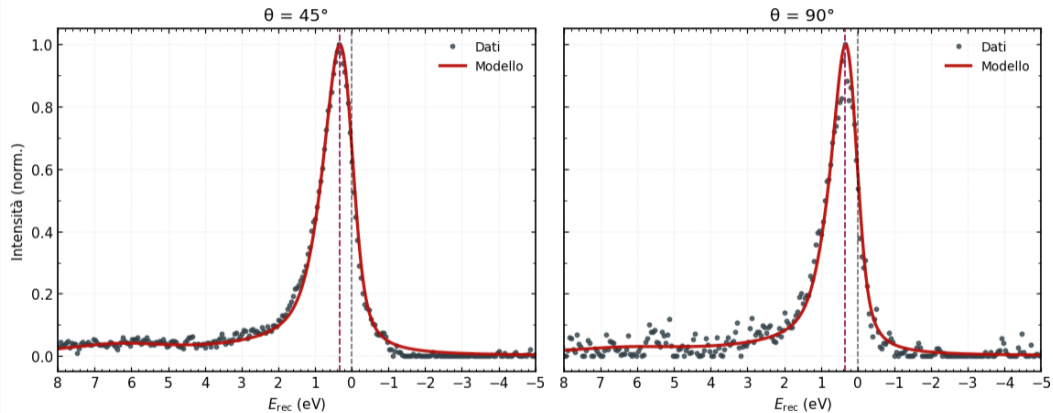 θ = 45°
Intensità (norm.)
1.0
0.8
0.6
0.4
0.2
0.0
Dati
Modello
8 7 6 5 4 3 2 1 0 −1 −2 −3 −4 −5
E_rec (eV)
θ = 90°
Dati
Modello
8 7 6 5 4 3 2 1 0 −1 −2 −3 −4 −5
E_rec (eV)